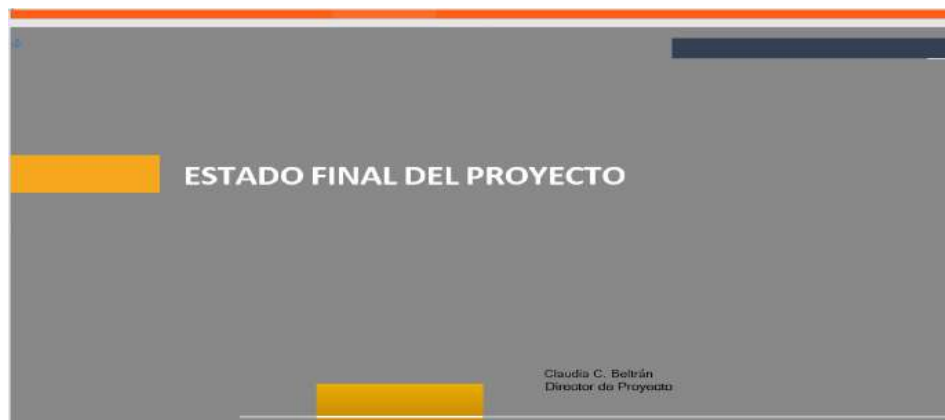 ESTADO FINAL DEL PROYECTO
Claudia C. Beltrán
Director de Proyecto